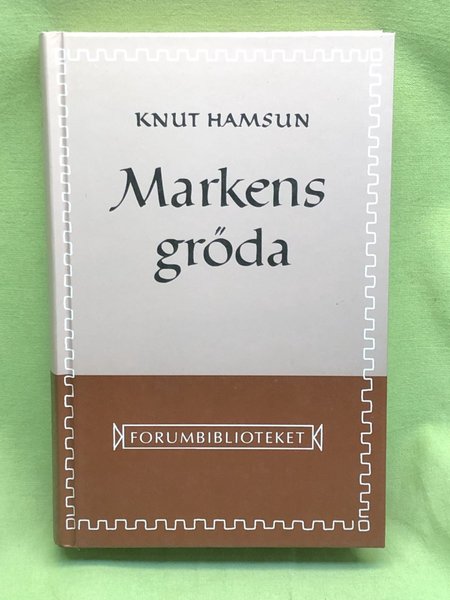 KNUT HAMSUN
Markens
gröda
FORUMBIBLIOTEKET